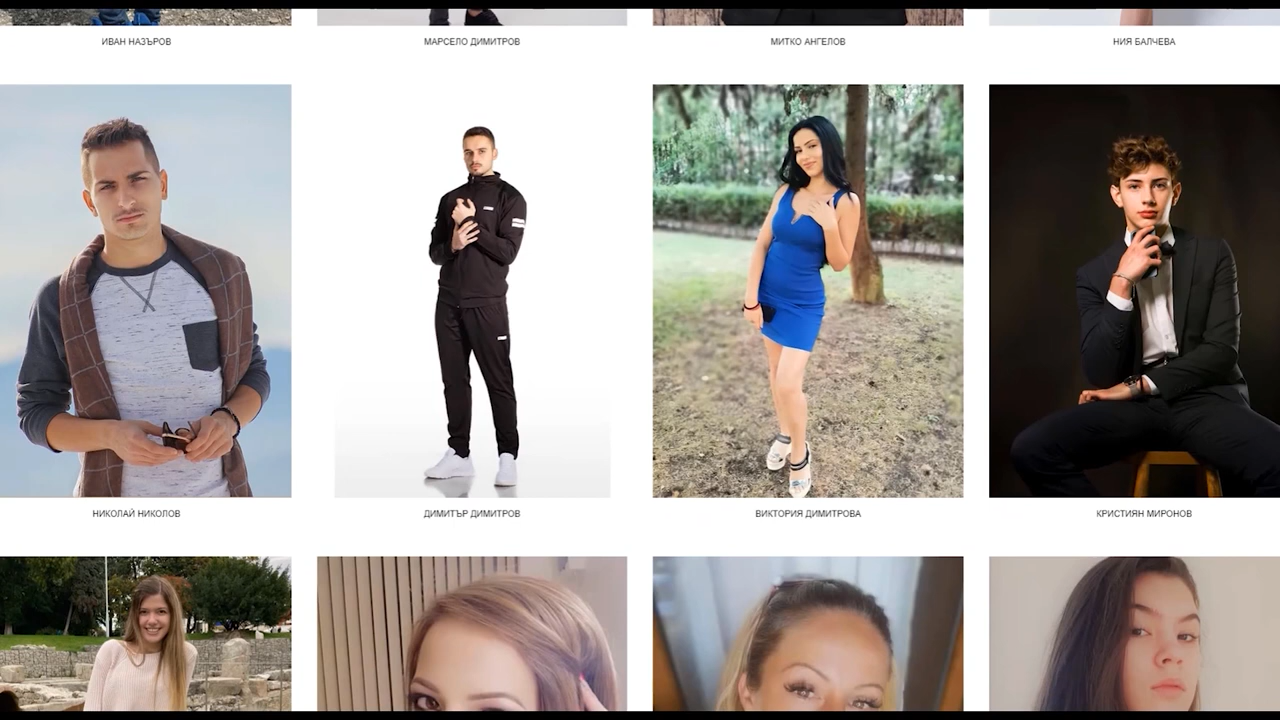 ИВАН НАЗЪРОВ
МАРСЕЛО ДИМИТРОВ
МИТКО АНГЕЛОВ
НИЯ БАЛЧЕВА
НИКОЛАЙ НИКОЛОВ
ДИМИТЪР ДИМИТРОВ
ВИКТОРИЯ ДИМИТРОВА
КРИСТИЯН МИРОНОВ